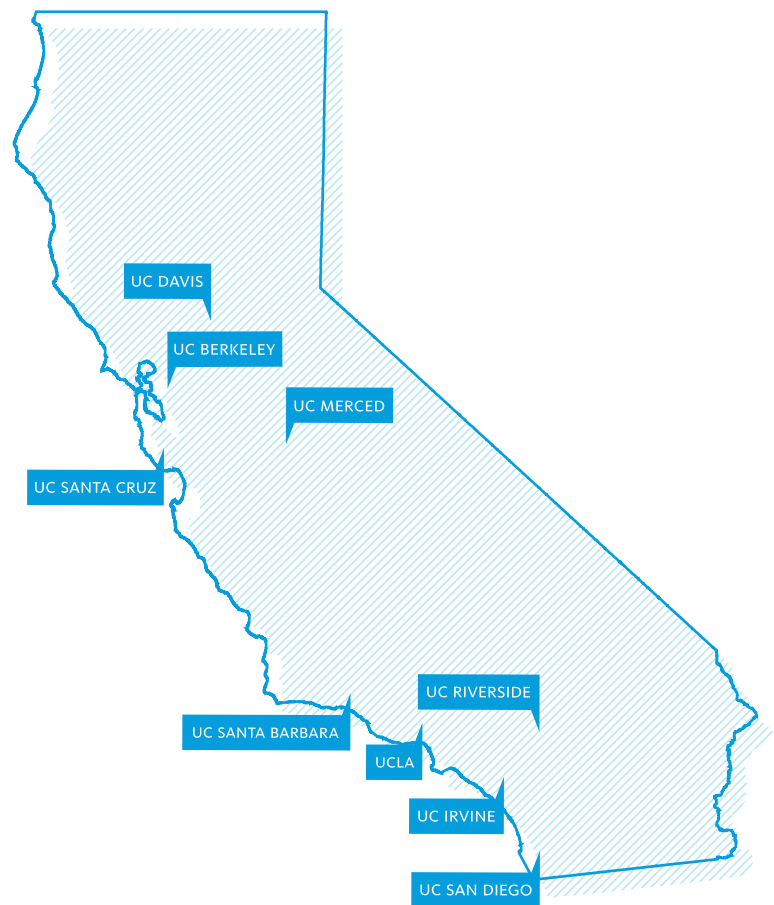 UC DAVIS
UC BERKELEY
UC MERCED
UC SANTA CRUZ
UC RIVERSIDE
UC SANTA BARBARA
UCLA
UC IRVINE
UC SAN DIEGO